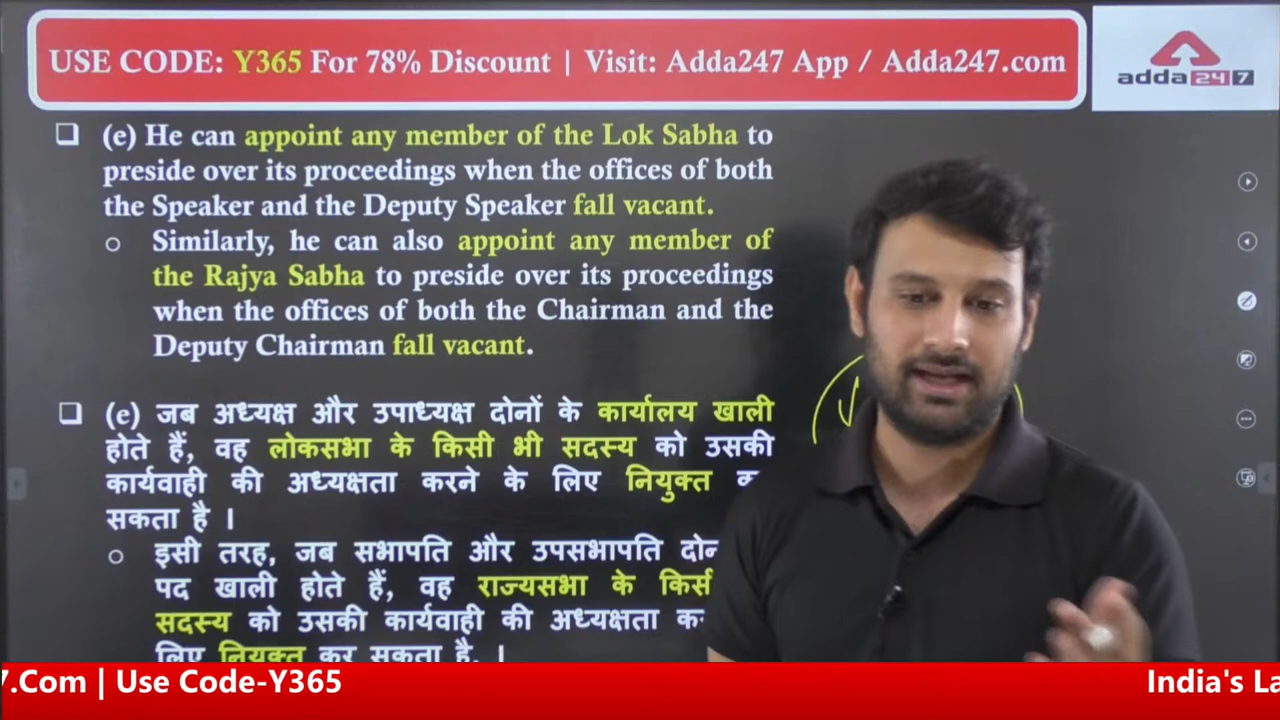 USE CODE: Y365 For 78% Discount | Visit: Adda247 App / Adda247.com
adda247
(e) He can appoint any member of the Lok Sabha to
preside over its proceedings when the offices of both
the Speaker and the Deputy Speaker fall vacant.
Similarly, he can also appoint any member of
the Rajya Sabha to preside over its proceedings
when the offices of both the Chairman and the
Deputy Chairman fall vacant.
(e) जब अध्यक्ष और उपाध्यक्ष दोनों के कार्यालय खाली
होते हैं, वह लोकसभा के किसी भी सदस्य को उसकी
कार्यवाही की अध्यक्षता करने के लिए नियुक्त
सकता है ।
इसी तरह, जब सभापति और उपसभापति
पद खाली होते हैं, वह राज्यसभा के
सदस्य को उसकी कार्यवाही की अध्यक्षता
लिए नियुक्त कर सकता है, ।
7.Com | Use Code-Y365
India's